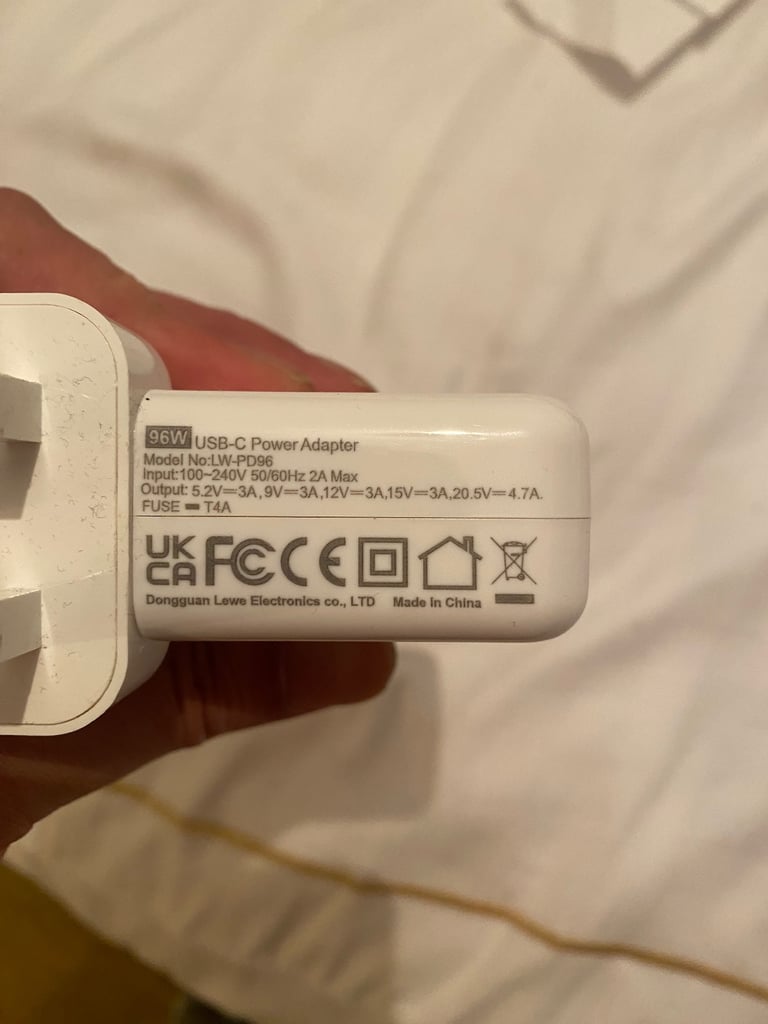 96W USB-C Power Adapter
Model No:LW-PD96
Input:100~240V 50/60Hz 2A Max
Output: 5.2V⎓3A,9V⎓3A,12V⎓3A,15V⎓3A,20.5V⎓4.7A.
FUSE T4A
UK CA FC CE
Dongguan Lewe Electronics co., LTD Made In China